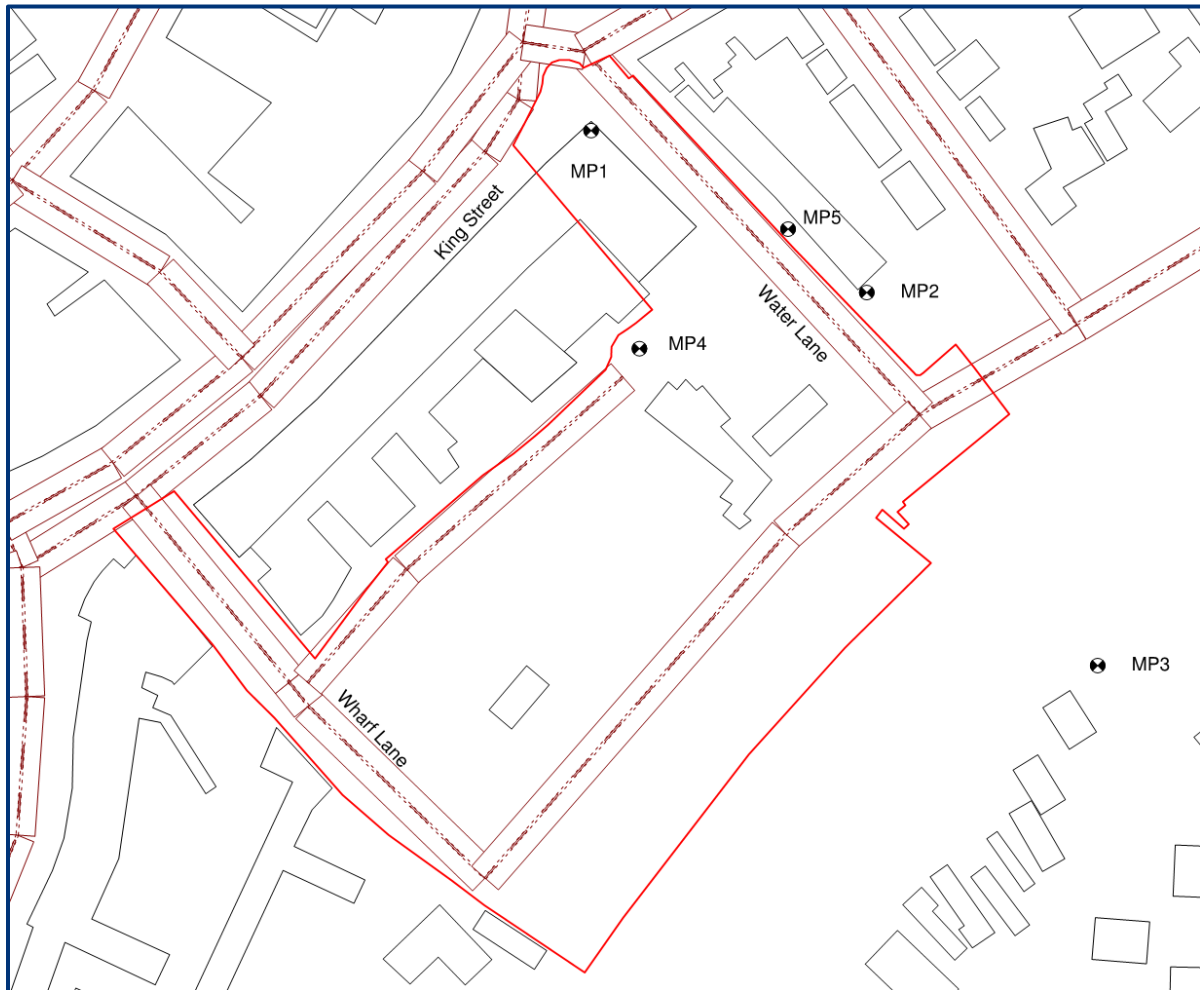 MP1
King Street
MP5
Water Lane
MP2
MP4
MP3
Wharf Lane